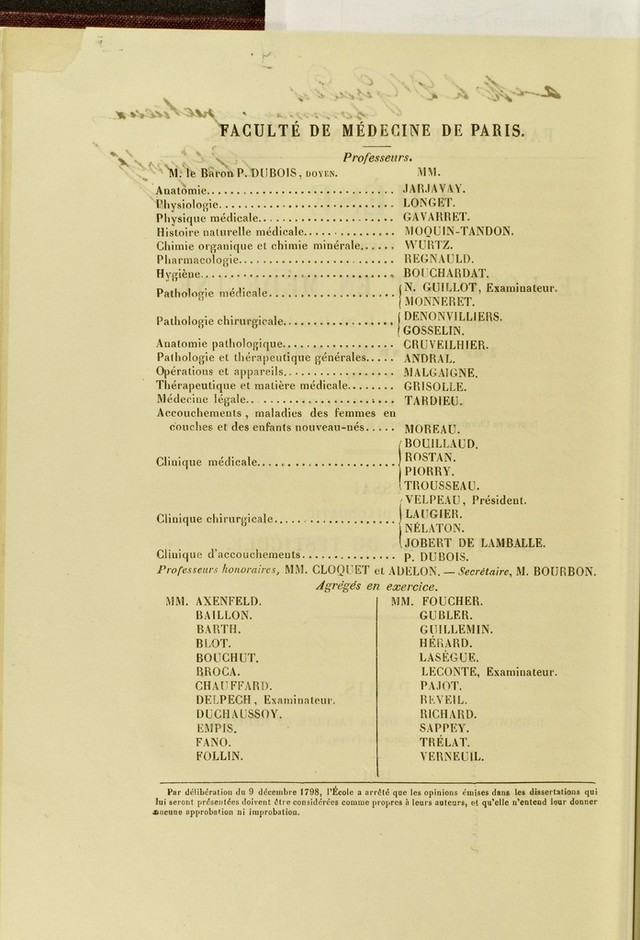 FACULTÉ DE MÉDECINE DE PARIS.
Professeurs.
M. le Baron P. DUBOIS, DOYEN. MM.
Anatomie.............................. JARJAVAY.
Physiologie............................ LONGET.
Physique médicale..................... GAVARRET.
Histoire naturelle médicale.............. MOQUIN-TANDON.
Chimie organique et chimie minérale...... WURTZ.
Pharmacologie........................ REGNAULD.
Hygiène.............................. BOUCHARDAT.
Pathologie médicale................... N. GUILLOT, Examinateur.
MONNERET.
Pathologie chirurgicale................. DENONVILLIERS.
GOSSELIN.
Anatomie pathologique................. CRUVEILHIER.
Pathologie et thérapeutique générales..... ANDRAL.
Opérations et appareils................. MALGAIGNE.
Thérapeutique et matière médicale........ GRISOLLE.
Médecine légale....................... TARDIEU.
Accouchements, maladies des femmes en
couches et des enfants nouveau-nés..... MOREAU.
Clinique médicale..................... BOUILLAUD.
ROSTAN.
PIORRY.
TROUSSEAU.
Clinique chirurgicale................... VELPEAU, Président.
LAUGIER.
NÉLATON.
JOBERT DE LAMBALLE.
Clinique d'accouchements............... P. DUBOIS.
Professeurs honoraires, MM. CLOQUET et ADELON. — Secrétaire, M. BOURBON.
Agrégés en exercice.
MM. AXENFELD.
BAILLON.
BARTH.
BLOT.
BOUCHUT.
BROCA.
CHAUFFARD.
DELPECH, Examinateur.
DUCHAUSSOY.
EMPIS.
FANO.
FOLLIN.
MM. FOUCHER.
GUBLER.
GUILLEMIN.
HÉRARD.
LASÈGUE.
LECONTE, Examinateur.
PAJOT.
REVEIL.
RICHARD.
SAPPEY.
TRÉLAT.
VERNEUIL.
Par délibération du 9 décembre 1798, l'École a arrêté que les opinions émises dans les dissertations qui
lui seront présentées doivent être considérées comme propres à leurs auteurs, et qu'elle n'entend leur donner
aucune approbation ni improbation.